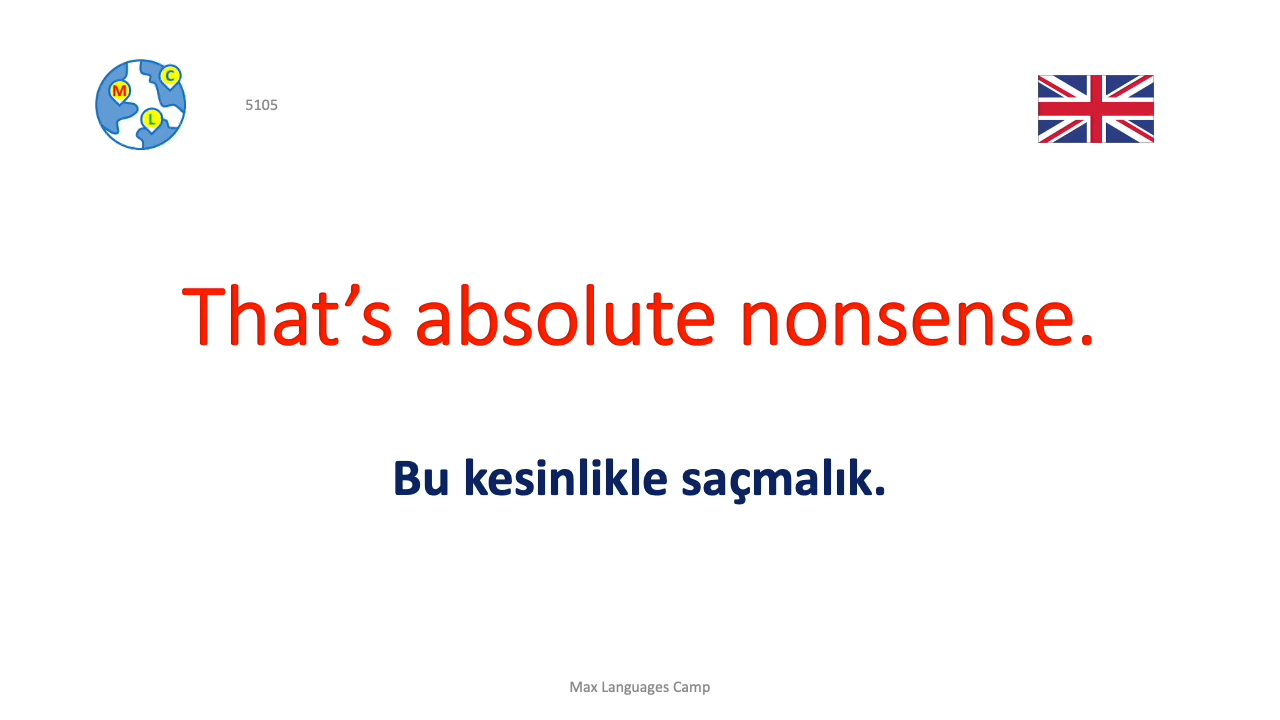 M
C
L
5105
That’s absolute nonsense.
Bu kesinlikle saçmalık.
Max Languages Camp